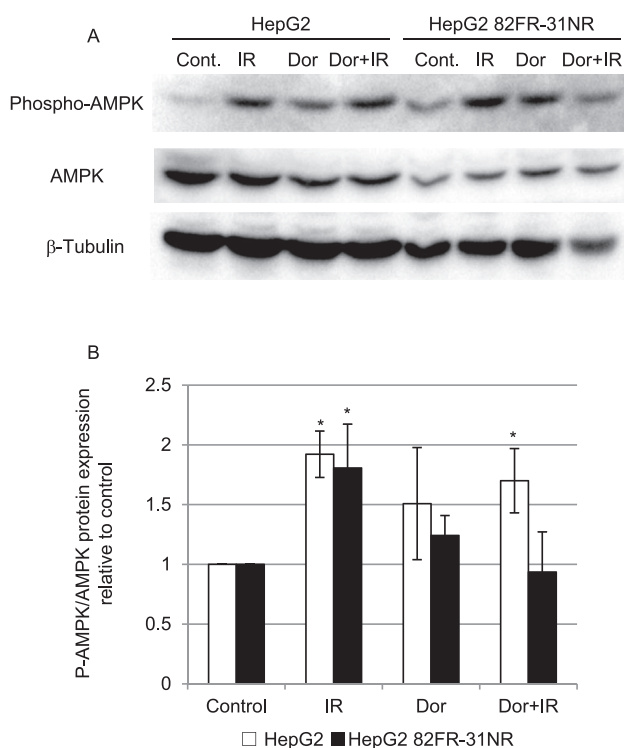 A
HepG2
HepG2 82FR-31NR
Cont. IR Dor Dor+IR Cont. IR Dor Dor+IR
Phospho-AMPK
AMPK
β-Tubulin
B
P-AMPK/AMPK protein expression
relative to control
2.5
2
1.5
1
0.5
0
* * *
Control IR Dor Dor+IR
HepG2 HepG2 82FR-31NR